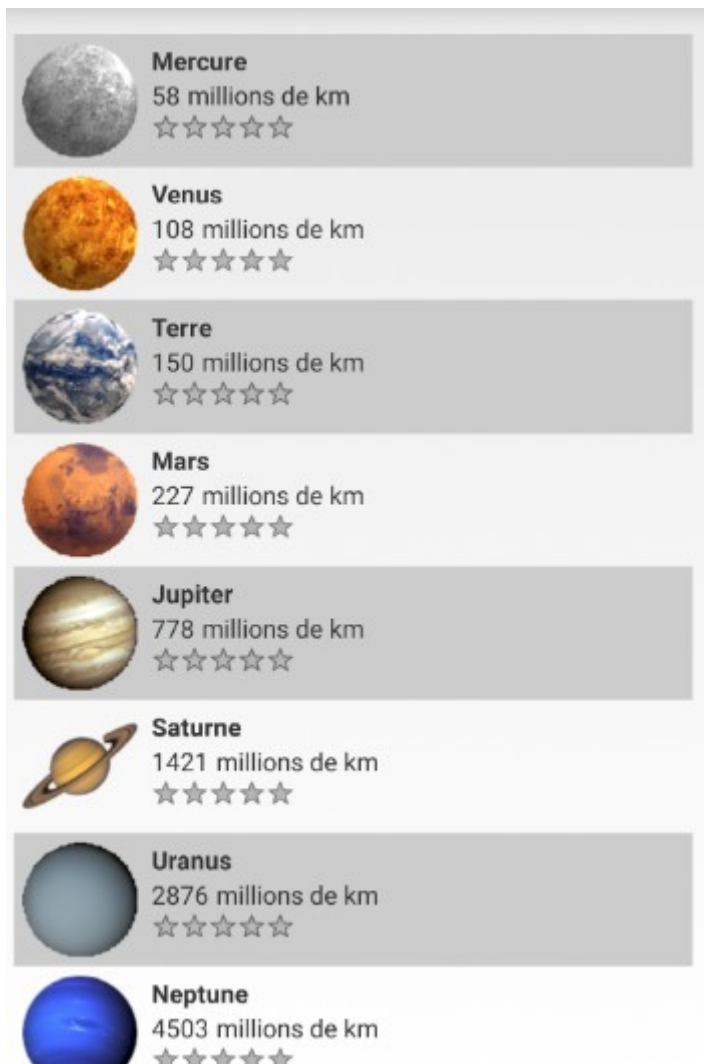 Mercure
58 millions de km
Venus
108 millions de km
Terre
150 millions de km
Mars
227 millions de km
Jupiter
778 millions de km
Saturne
1421 millions de km
Uranus
2876 millions de km
Neptune
4503 millions de km